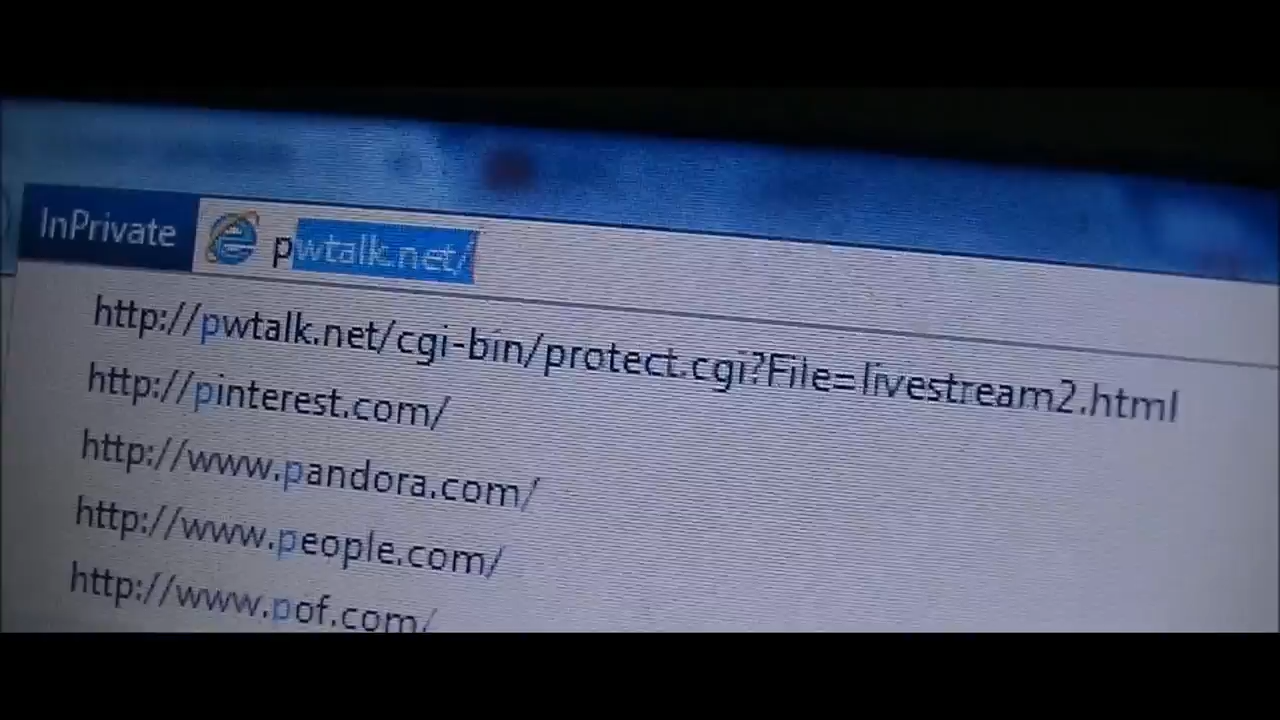 InPrivate pwtalk.net/
http://pwtalk.net/cgi-bin/protect.cgi?File=livestream2.html
http://pinterest.com/
http://www.pandora.com/
http://www.people.com/
http://www.pof.com/